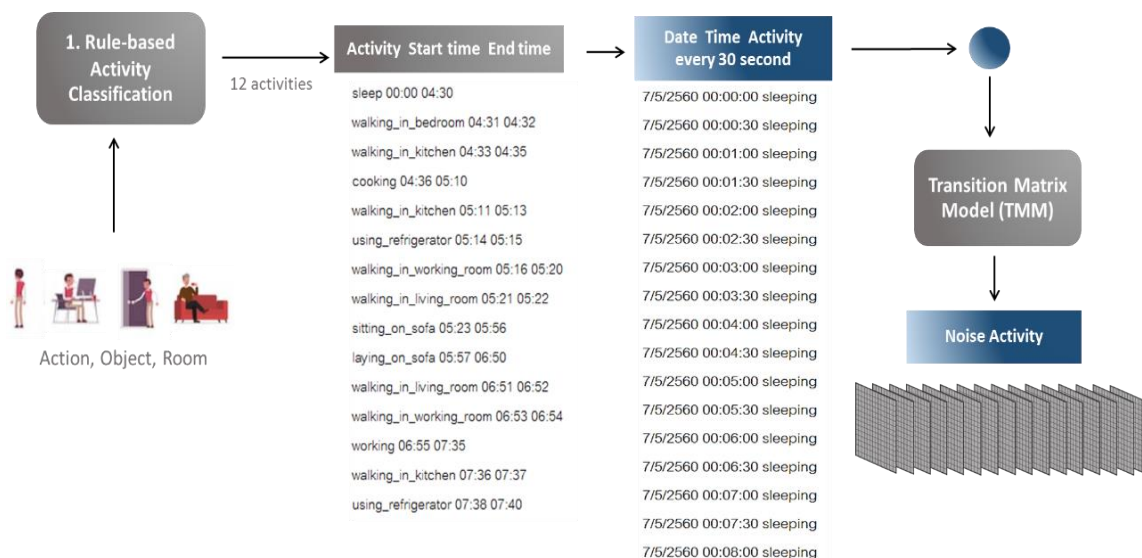 1. Rule-based
Activity
Classification
12 activities
Action, Object, Room
Activity Start time End time
sleep 00:00 04:30
walking_in_bedroom 04:31 04:32
walking_in_kitchen 04:33 04:35
cooking 04:36 05:10
walking_in_kitchen 05:11 05:13
using_refrigerator 05:14 05:15
walking_in_working_room 05:16 05:20
walking_in_living_room 05:21 05:22
sitting_on_sofa 05:23 05:56
laying_on_sofa 05:57 06:50
walking_in_living_room 06:51 06:52
walking_in_working_room 06:53 06:54
working 06:55 07:35
walking_in_kitchen 07:36 07:37
using_refrigerator 07:38 07:40
Date Time Activity
every 30 second
7/5/2560 00:00:00 sleeping
7/5/2560 00:00:30 sleeping
7/5/2560 00:01:00 sleeping
7/5/2560 00:01:30 sleeping
7/5/2560 00:02:00 sleeping
7/5/2560 00:02:30 sleeping
7/5/2560 00:03:00 sleeping
7/5/2560 00:03:30 sleeping
7/5/2560 00:04:00 sleeping
7/5/2560 00:04:30 sleeping
7/5/2560 00:05:00 sleeping
7/5/2560 00:05:30 sleeping
7/5/2560 00:06:00 sleeping
7/5/2560 00:06:30 sleeping
7/5/2560 00:07:00 sleeping
7/5/2560 00:07:30 sleeping
7/5/2560 00:08:00 sleeping
Transition Matrix
Model (TMM)
Noise Activity